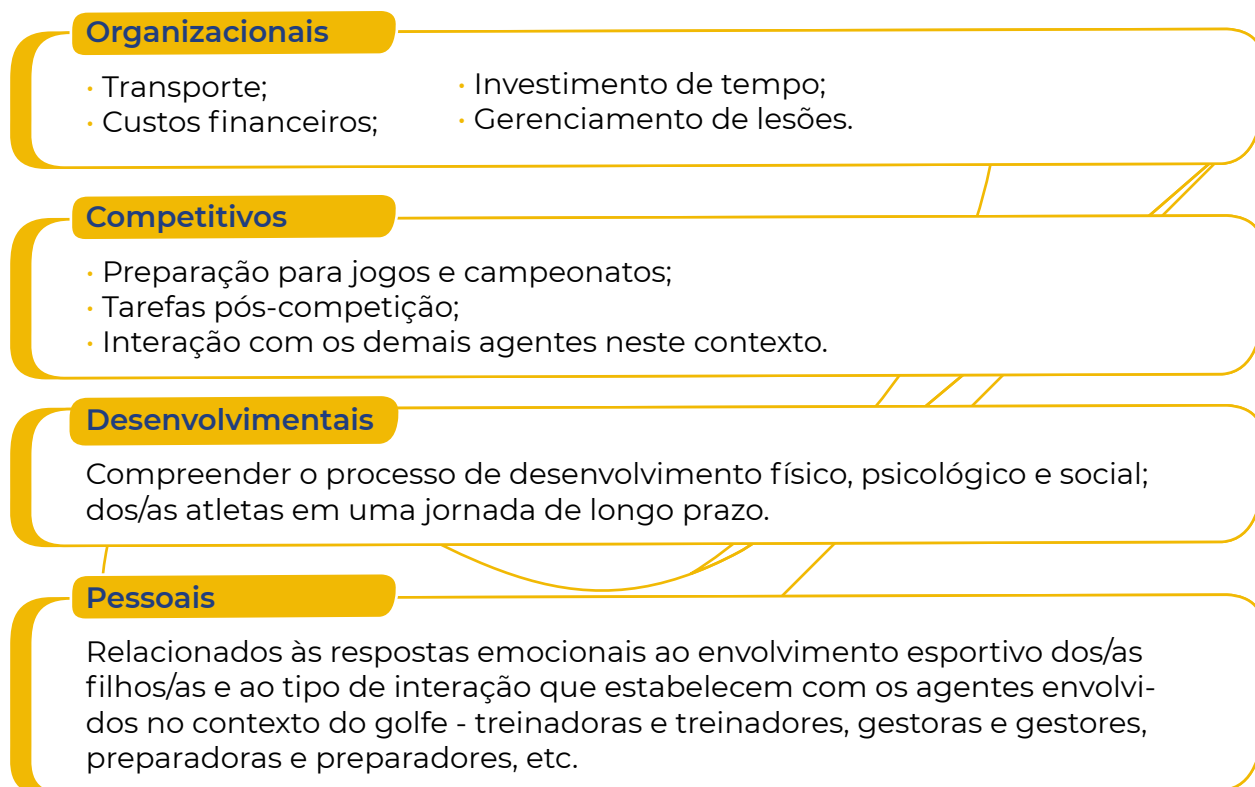 Organizacionais
· Transporte;
· Custos financeiros;
· Investimento de tempo;
· Gerenciamento de lesões.
Competitivos
· Preparação para jogos e campeonatos;
· Tarefas pós-competição;
· Interação com os demais agentes neste contexto.
Desenvolvimentais
Compreender o processo de desenvolvimento físico, psicológico e social;
dos/as atletas em uma jornada de longo prazo.
Pessoais
Relacionados às respostas emocionais ao envolvimento esportivo dos/as
filhos/as e ao tipo de interação que estabelecem com os agentes envolvi-
dos no contexto do golfe - treinadoras e treinadores, gestoras e gestores,
preparadoras e preparadores, etc.